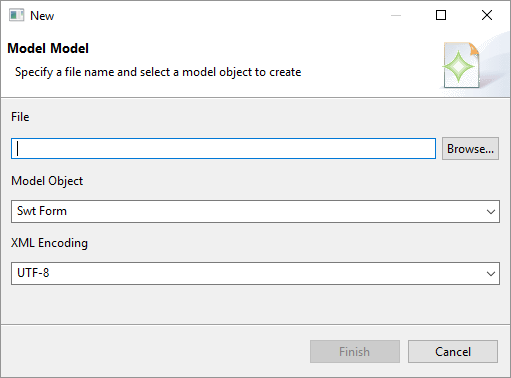 New
Model Model
Specify a file name and select a model object to create
File
Browse...
Model Object
Swt Form
XML Encoding
UTF-8
Finish
Cancel